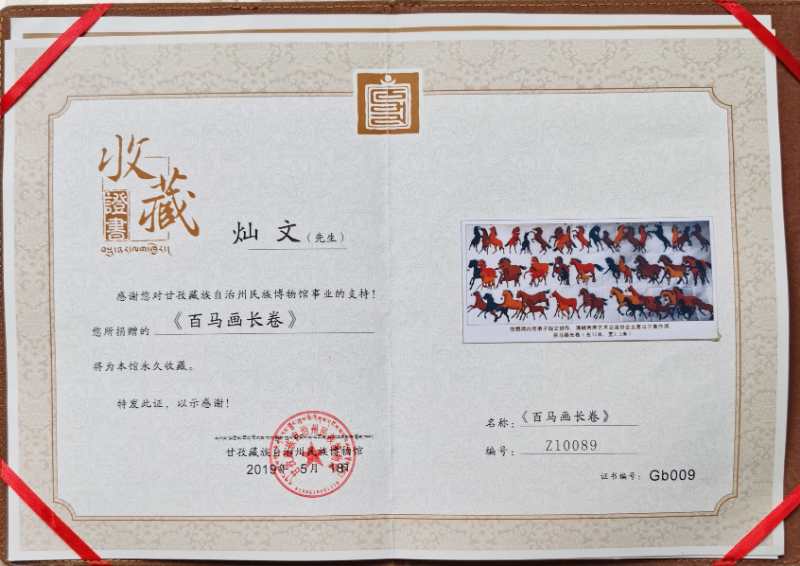 收藏
證書
灿 文（先生）
感谢您对甘孜藏族自治州民族博物馆事业的支持！
您所捐赠的《百马画长卷》
将为本馆永久收藏。
特发此证，以示感谢！
甘孜藏族自治州民族博物馆
2019年 5月 18日
名称：《百马画长卷》
编号： Z10089
证书编号： Gb009